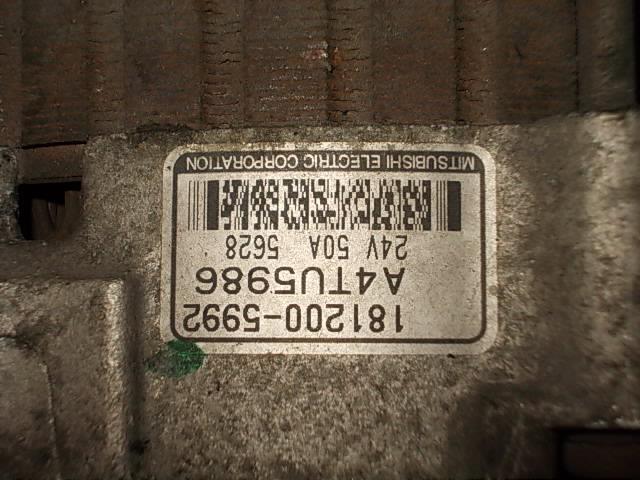 181200-5992
A4TU5986
24V 50A 5628
MITSUBISHI ELECTRIC CORPORATION